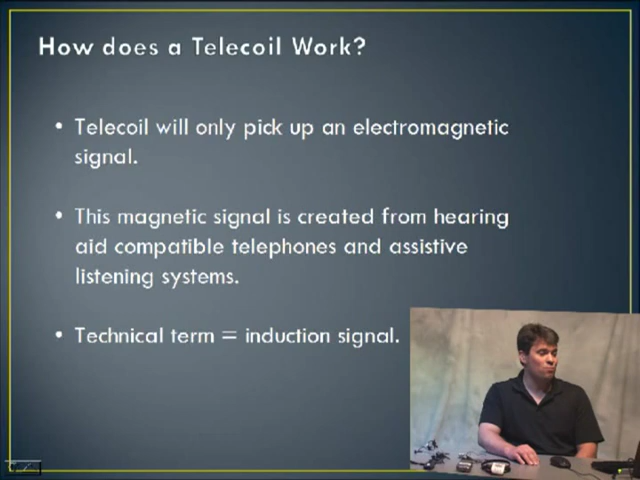 How does a Telecoil Work?
• Telecoil will only pick up an electromagnetic
signal.
• This magnetic signal is created from hearing
aid compatible telephones and assistive
listening systems.
• Technical term = induction signal.